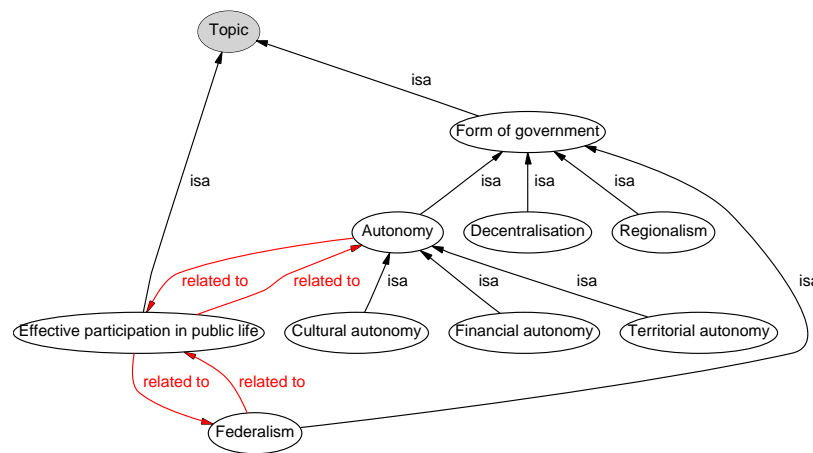 Topic
isa
Form of government
isa
isa
isa
isa
Autonomy
Decentralisation
Regionalism
related to
related to
isa
isa
isa
isa
Effective participation in public life
Cultural autonomy
Financial autonomy
Territorial autonomy
related to
related to
Federalism